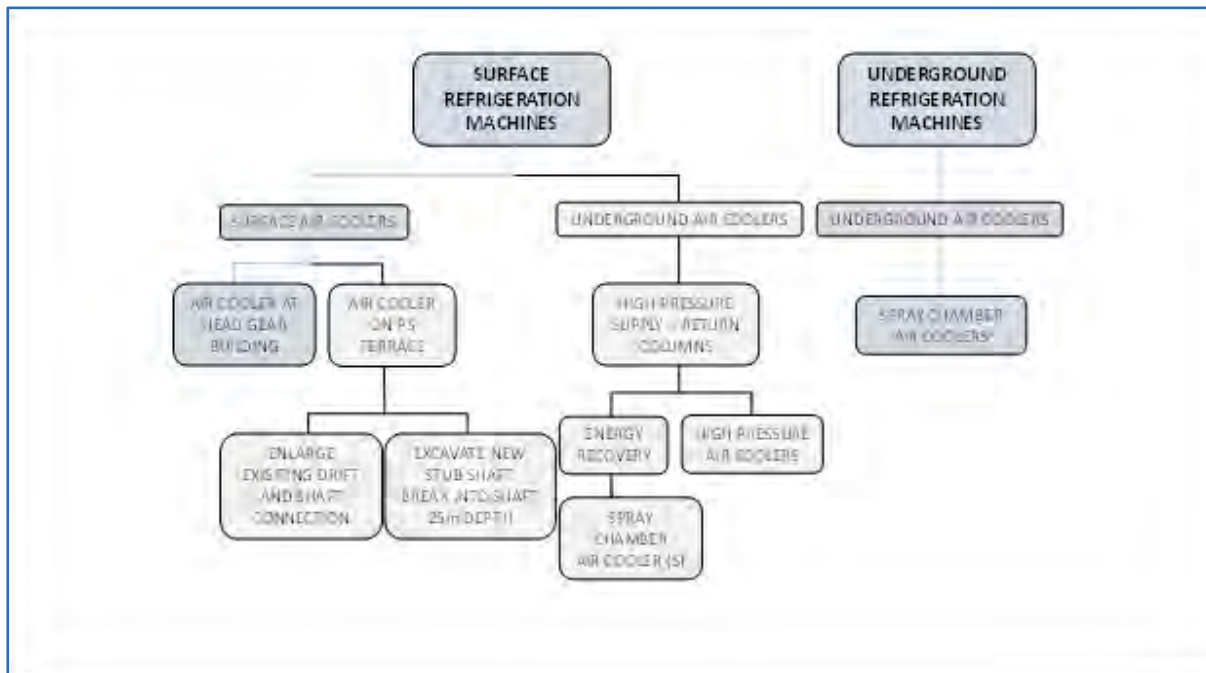 SURFACE
REFRIGERATION
MACHINES
UNDERGROUND
REFRIGERATION
MACHINES
SURFACE AIR COOLERS
UNDERGROUND AIR COOLERS
UNDERGROUND AIR COOLERS
AIR COOLER AT
HEAD GEAR
BUILDING
AIR COOLER
ON PS
TERRACE
HIGH PRESSURE
SUPPLY – RETURN
COLUMNS
SPRAY CHAMBER
AIR COOLERS
ENLARGE
EXISTING DRIFT
AND SHAFT
CONNECTION
EXCAVATE NEW
STUB SHAFT
BREAK INTO SHAFT
25m DEPTH
ENERGY
RECOVERY
HIGH PRESSURE
AIR COOLERS
SPRAY
CHAMBER
AIR COOLER (S)